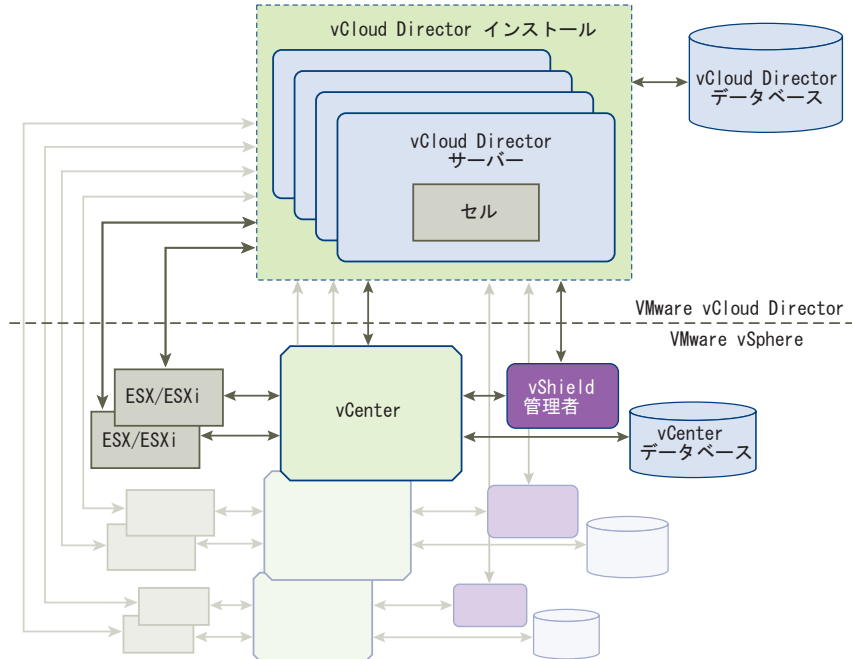 vCloud Director インストール
vCloud Director
データベース
vCloud Director
サーバー
セル
VMware vCloud Director
VMware vSphere
ESX/ESXi
ESX/ESXi
vCenter
vShield
管理者
vCenter
データベース